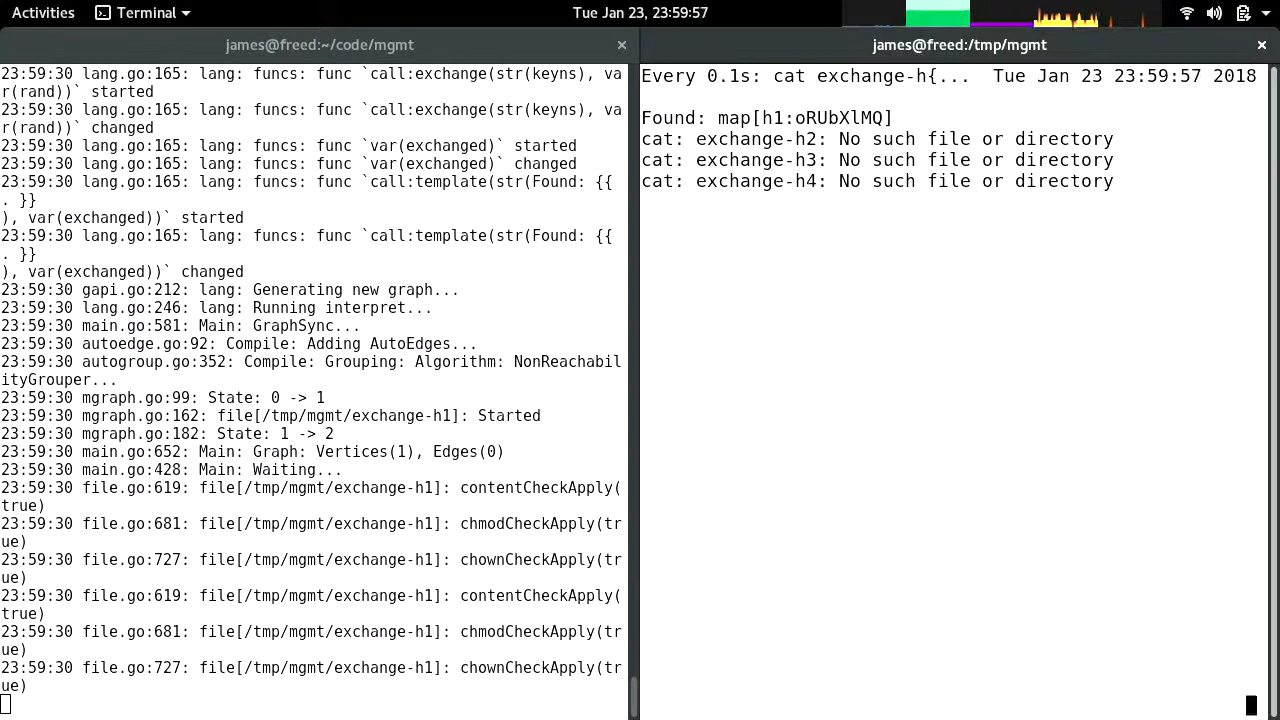 Activities
Terminal
Tue Jan 23, 23:59:57
james@freed:~/code/mgmt
×
23:59:30 lang.go:165: lang: funcs: func `call:exchange(str(keyns), va
r(rand))` started
23:59:30 lang.go:165: lang: funcs: func `call:exchange(str(keyns), va
r(rand))` changed
23:59:30 lang.go:165: lang: funcs: func `var(exchanged)` started
23:59:30 lang.go:165: lang: funcs: func `var(exchanged)` changed
23:59:30 lang.go:165: lang: funcs: func `call:template(str(Found: {{
. }}
), var(exchanged))` started
23:59:30 lang.go:165: lang: funcs: func `call:template(str(Found: {{
. }}
), var(exchanged))` changed
23:59:30 gapi.go:212: lang: Generating new graph...
23:59:30 lang.go:246: lang: Running interpret...
23:59:30 main.go:581: Main: GraphSync...
23:59:30 autoedge.go:92: Compile: Adding AutoEdges...
23:59:30 autogroup.go:352: Compile: Grouping: Algorithm: NonReachabil
ityGrouper...
23:59:30 mgraph.go:99: State: 0 -> 1
23:59:30 mgraph.go:162: file[/tmp/mgmt/exchange-h1]: Started
23:59:30 mgraph.go:182: State: 1 -> 2
23:59:30 main.go:652: Main: Graph: Vertices(1), Edges(0)
23:59:30 main.go:428: Main: Waiting...
23:59:30 file.go:619: file[/tmp/mgmt/exchange-h1]: contentCheckApply(
true)
23:59:30 file.go:681: file[/tmp/mgmt/exchange-h1]: chmodCheckApply(tr
ue)
23:59:30 file.go:727: file[/tmp/mgmt/exchange-h1]: chownCheckApply(tr
ue)
23:59:30 file.go:619: file[/tmp/mgmt/exchange-h1]: contentCheckApply(
true)
23:59:30 file.go:681: file[/tmp/mgmt/exchange-h1]: chmodCheckApply(tr
ue)
23:59:30 file.go:727: file[/tmp/mgmt/exchange-h1]: chownCheckApply(tr
ue)
james@freed:/tmp/mgmt
×
Every 0.1s: cat exchange-h{...  Tue Jan 23 23:59:57 2018
Found: map[h1:oRUbXlMQ]
cat: exchange-h2: No such file or directory
cat: exchange-h3: No such file or directory
cat: exchange-h4: No such file or directory